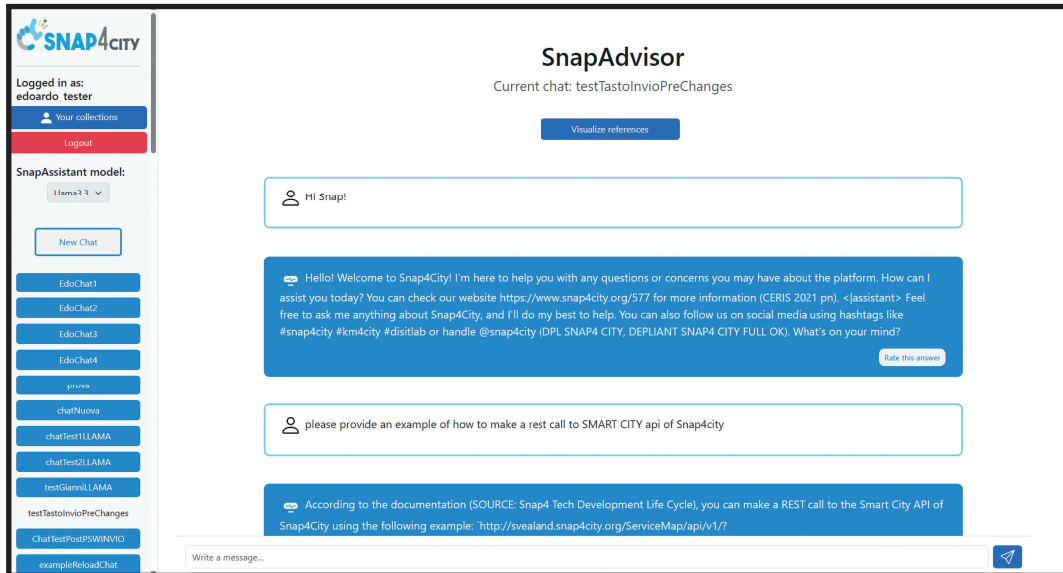 SNAP4CITY
Logged in as:
edoardo_tester
Your collections
Logout
SnapAssistant model:
Llama3.3
New Chat
EdoChat1
EdoChat2
EdoChat3
EdoChat4
prova
chatNuova
chatTest1LLAMA
chatTest2LLAMA
testGianniLLAMA
testTastoInvioPreChanges
ChatTestPostPSWINVIO
exampleReloadChat
SnapAdvisor
Current chat: testTastoInvioPreChanges
Visualize references
Hi Snap!
Hello! Welcome to Snap4City! I'm here to help you with any questions or concerns you may have about the platform. How can I
assist you today? You can check our website https://www.snap4city.org/577 for more information (CERIS 2021 pn). <|assistant> Feel
free to ask me anything about Snap4City, and I'll do my best to help. You can also follow us on social media using hashtags like
#snap4city #km4city #disitlab or handle @snap4city (DPL SNAP4 CITY, DEPLIANT SNAP4 CITY FULL OK). What's on your mind?
Rate this answer
please provide an example of how to make a rest call to SMART CITY api of Snap4city
According to the documentation (SOURCE: Snap4 Tech Development Life Cycle), you can make a REST call to the Smart City API of
Snap4City using the following example: `http://svealand.snap4city.org/ServiceMap/api/v1/?
Write a message...